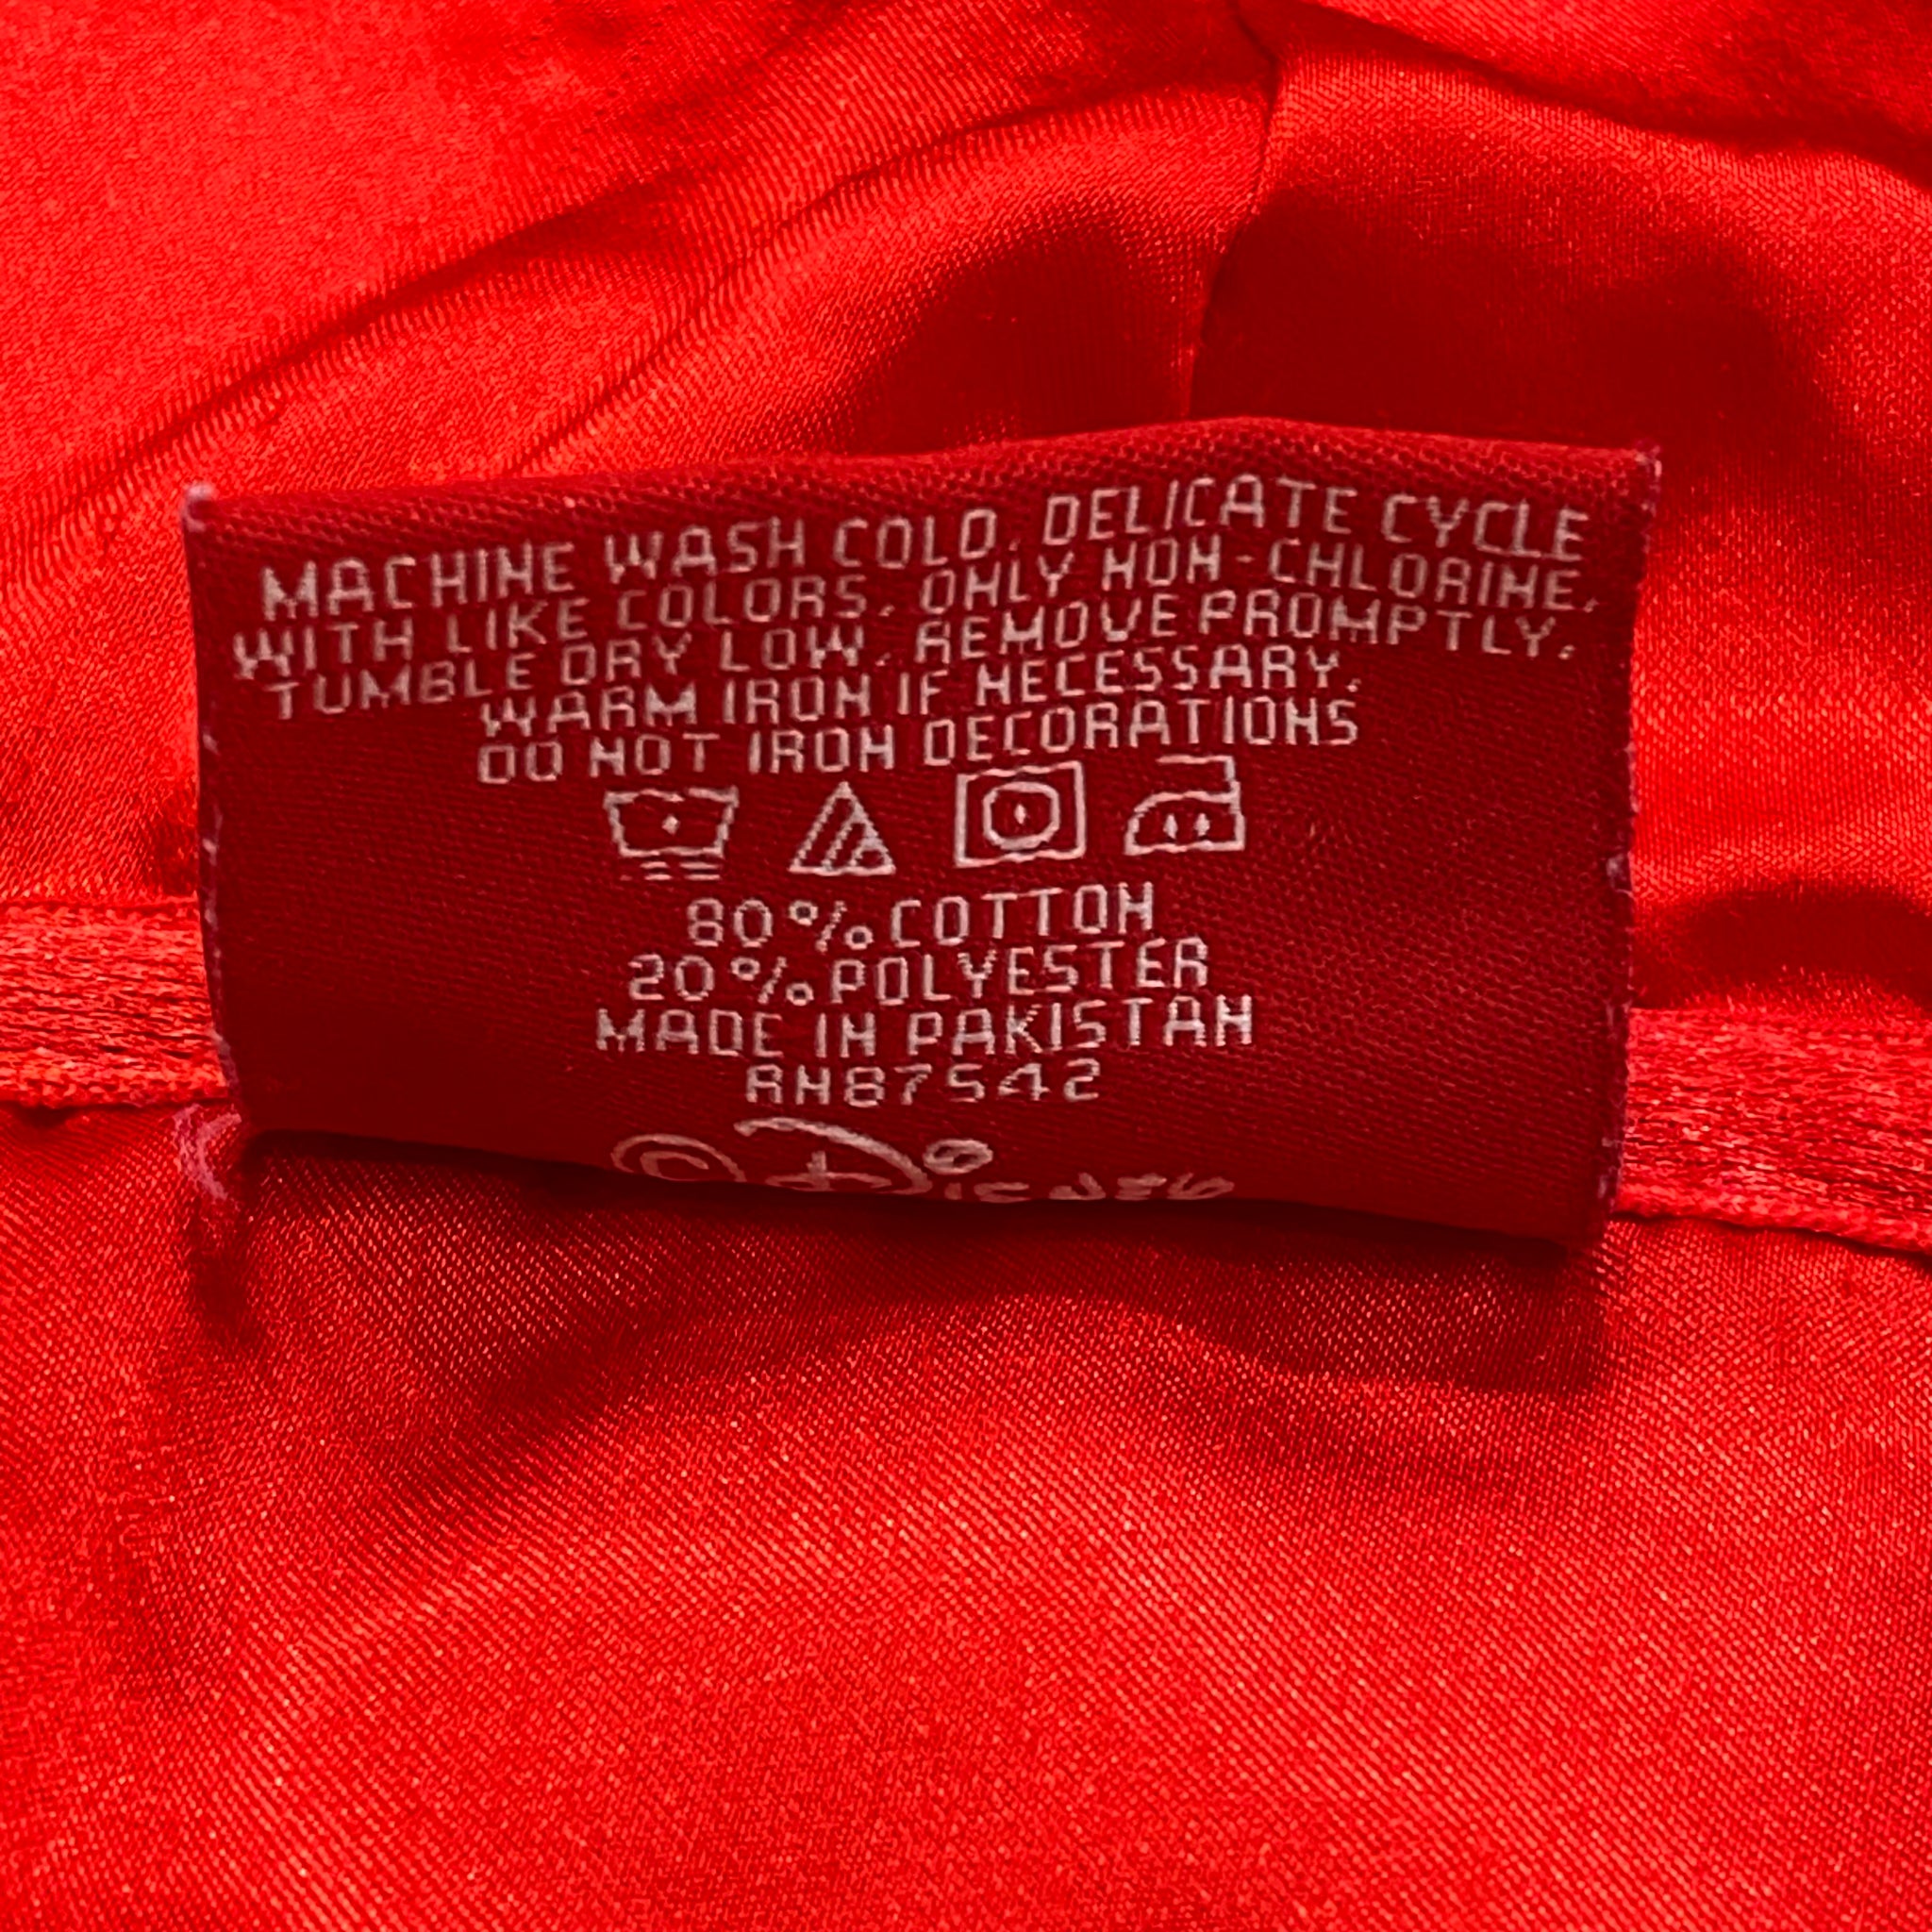 MACHINE WASH COLD, DELICATE CYCLE
WITH LIKE COLORS. ONLY NON-CHLORINE.
TUMBLE DRY LOW. REMOVE PROMPTLY.
WARM IRON IF NECESSARY.
DO NOT IRON DECORATIONS
80% COTTON
20% POLYESTER
MADE IN PAKISTAN
RN87542
© Disney